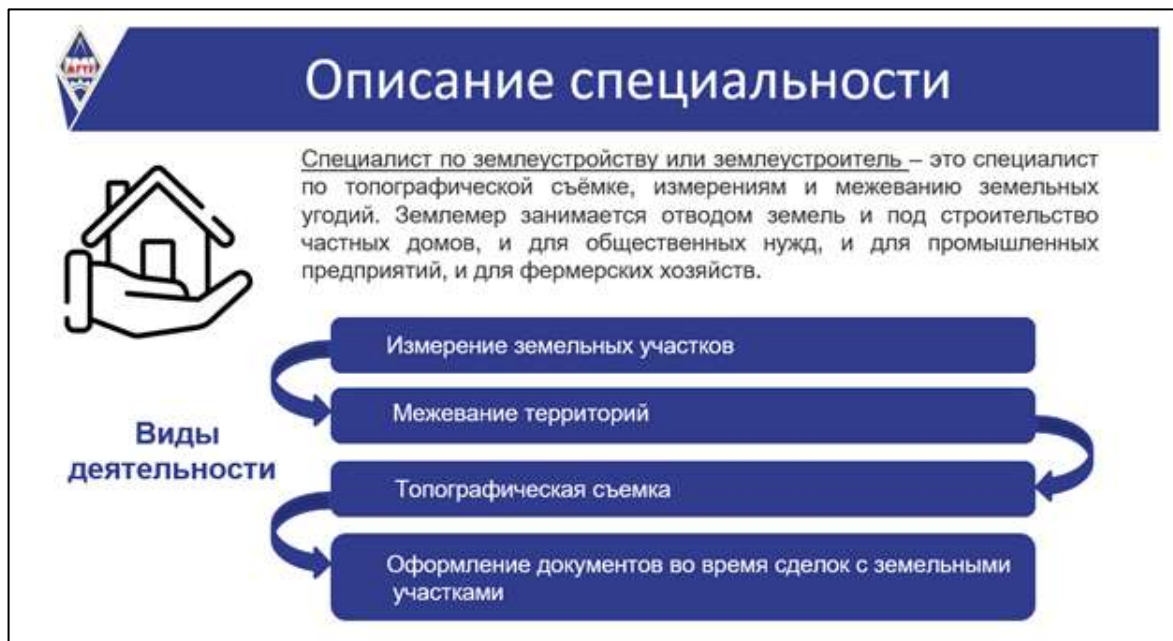 Описание специальности
Специалист по землеустройству или землеустроитель – это специалист
по топографической съёмке, измерениям и межеванию земельных
угодий. Землемер занимается отводом земель и под строительство
частных домов, и для общественных нужд, и для промышленных
предприятий, и для фермерских хозяйств.
Виды
деятельности
Измерение земельных участков
Межевание территорий
Топографическая съемка
Оформление документов во время сделок с земельными
участками